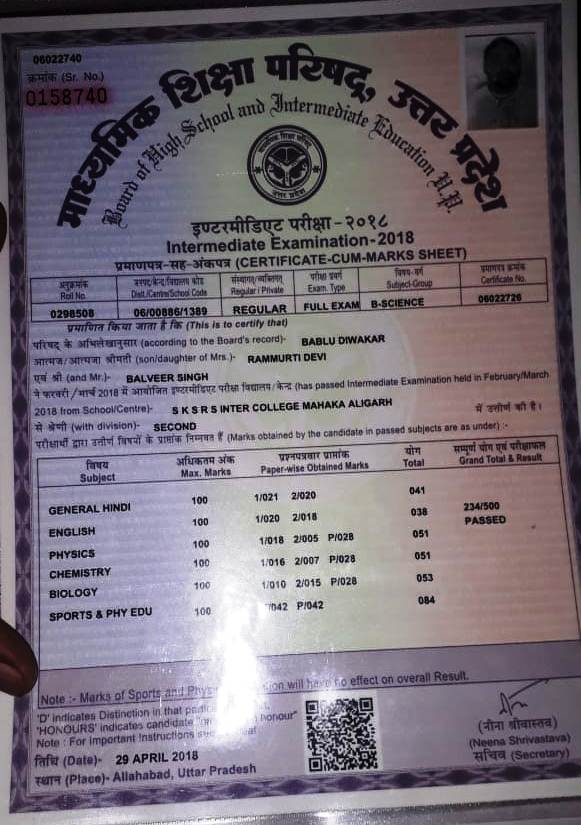 06022740
क्रमांक (Sr. No.)
0158740
माध्यमिक शिक्षा परिषद्, उत्तर प्रदेश
Board of High School and Intermediate Education U.P.
इण्टरमीडिएट परीक्षा-२०१८
Intermediate Examination-2018
प्रमाणपत्र-सह-अंकपत्र (CERTIFICATE-CUM-MARKS SHEET)
अनुक्रमांक जनपद/केन्द्र/विद्यालय कोड संस्थागत/व्यक्तिगत परीक्षा प्रवर्ग विषय-वर्ग प्रमाणपत्र क्रमांक
Roll No. Distt./Centre/School Code Regular / Private Exam. Type Subject-Group Certificate No.
0298508 06/00886/1389 REGULAR FULL EXAM B-SCIENCE 06022726
प्रमाणित किया जाता है कि (This is to certify that)
परिषद के अभिलेखानुसार (according to the Board's record)- BABLU DIWAKAR
आत्मज/आत्मजा श्रीमती (son/daughter of Mrs.)- RAMMURTI DEVI
एवं श्री (and Mr.)- BALVEER SINGH
ने फरवरी/मार्च 2018 में आयोजित इण्टरमीडिएट परीक्षा विद्यालय/केन्द्र (has passed Intermediate Examination held in February/March
2018 from School/Centre)- S K S R S INTER COLLEGE MAHAKA ALIGARH में उत्तीर्ण की है।
से श्रेणी (with division)- SECOND
परीक्षार्थी द्वारा उत्तीर्ण विषयों के प्राप्तांक निम्नवत हैं (Marks obtained by the candidate in passed subjects are as under) :-
विषय अधिकतम अंक प्रश्नपत्रवार प्राप्तांक योग सम्पूर्ण योग एवं परीक्षाफल
Subject Max. Marks Paper-wise Obtained Marks Total Grand Total & Result
GENERAL HINDI 100 1/021 2/020 041 234/500
ENGLISH 100 1/020 2/018 038 PASSED
PHYSICS 100 1/018 2/005 P/028 051
CHEMISTRY 100 1/016 2/007 P/028 051
BIOLOGY 100 1/010 2/015 P/028 053
SPORTS & PHY EDU 100 /042 P/042 084
Note :- Marks of Sports and will have no effect on overall Result.
'D' indicates Distinction in that
'HONOURS' indicates candidate honour"
Note : For Important Instructions
तिथि (Date)- 29 APRIL 2018
स्थान (Place)- Allahabad, Uttar Pradesh
(नीना श्रीवास्तव)
(Neena Shrivastava)
सचिव (Secretary)